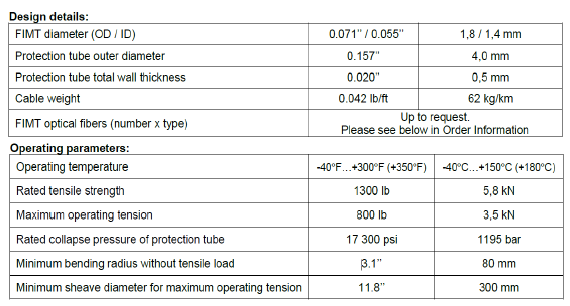 Design details:
FIMT diameter (OD / ID) 0.071" / 0.055" 1,8 / 1,4 mm
Protection tube outer diameter 0.157" 4,0 mm
Protection tube total wall thickness 0.020" 0,5 mm
Cable weight 0.042 lb/ft 62 kg/km
FIMT optical fibers (number x type) Up to request.
Please see below in Order Information
Operating parameters:
Operating temperature -40°F...+300°F (+350°F) -40°C...+150°C (+180°C)
Rated tensile strength 1300 lb 5,8 kN
Maximum operating tension 800 lb 3,5 kN
Rated collapse pressure of protection tube 17 300 psi 1195 bar
Minimum bending radius without tensile load 3.1" 80 mm
Minimum sheave diameter for maximum operating tension 11.8" 300 mm